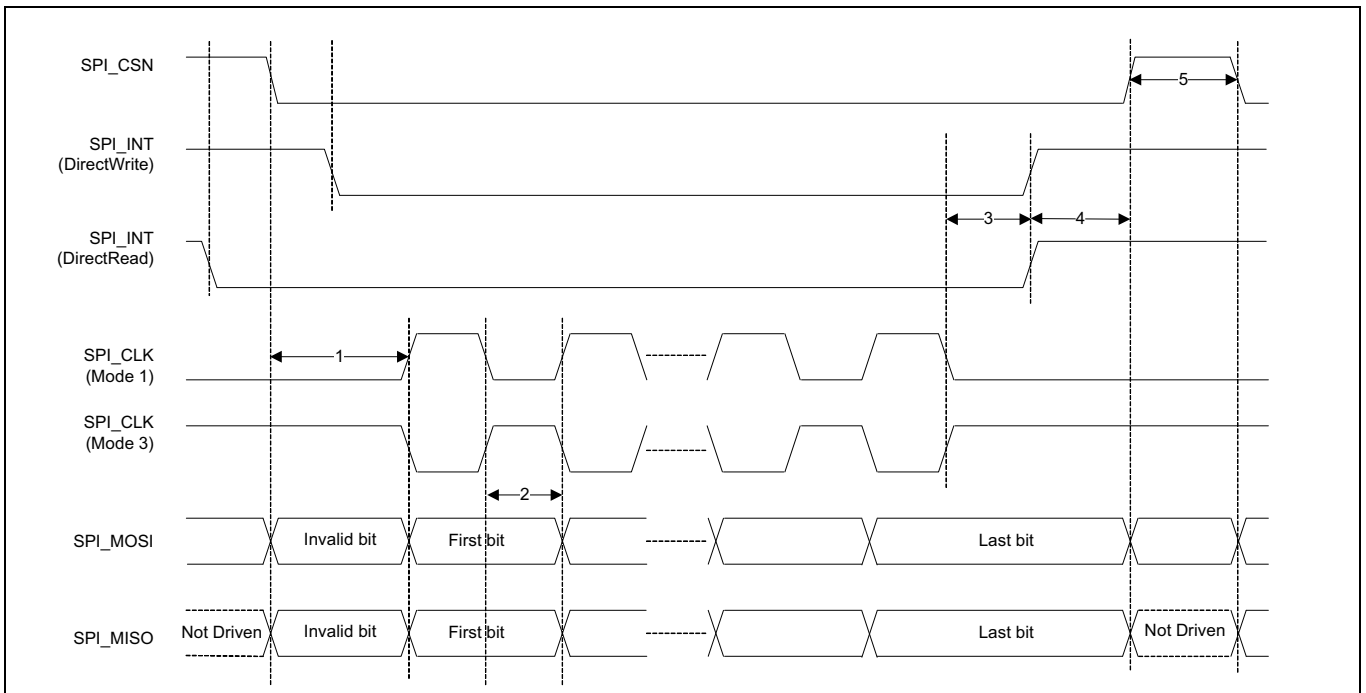 SPI_CSN
5
SPI_INT
(DirectWrite)
3
4
SPI_INT
(DirectRead)
SPI_CLK
(Mode 1)
1
SPI_CLK
(Mode 3)
2
SPI_MOSI
Invalid bit
First bit
Last bit
SPI_MISO
Not Driven
Invalid bit
First bit
Last bit
Not Driven